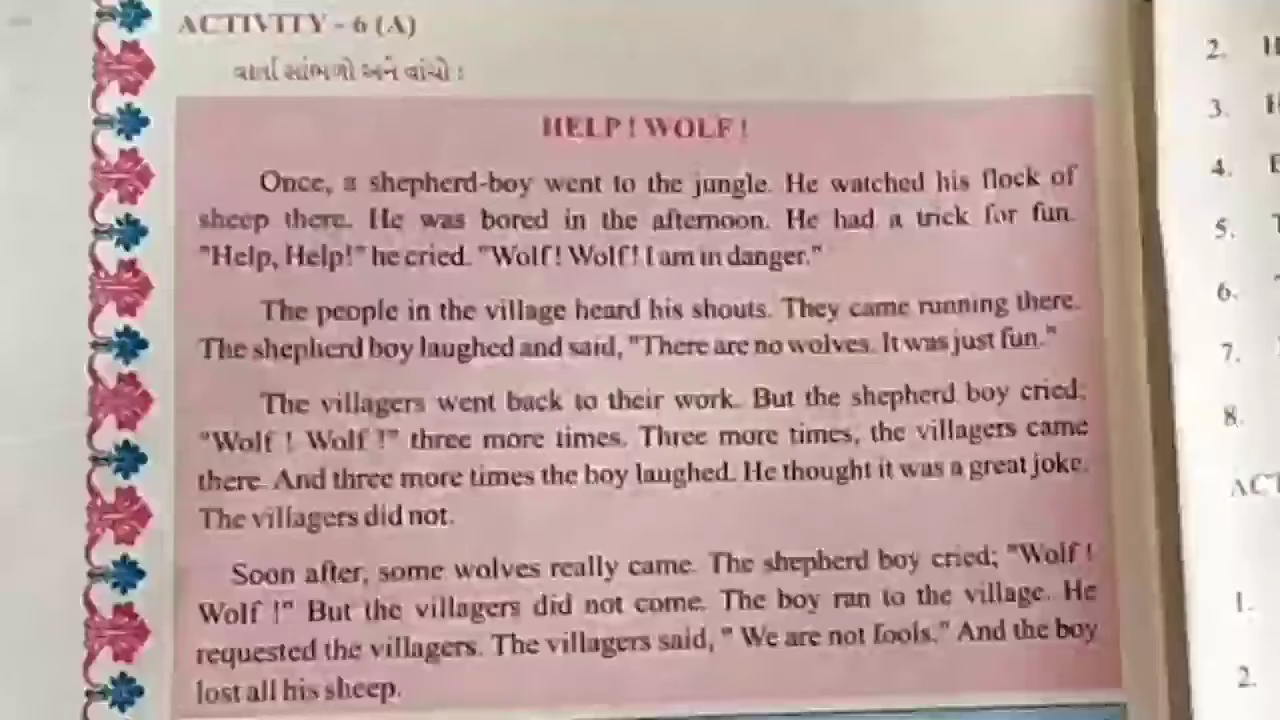 ACTIVITY - 6 (A)
વાર્તા સાંભળો અને વાંચો :
HELP ! WOLF !
Once, a shepherd-boy went to the jungle. He watched his flock of
sheep there. He was bored in the afternoon. He had a trick for fun.
"Help, Help!" he cried. "Wolf! Wolf! I am in danger."
The people in the village heard his shouts. They came running there.
The shepherd boy laughed and said, "There are no wolves. It was just fun."
The villagers went back to their work. But the shepherd boy cried;
"Wolf ! Wolf !" three more times. Three more times, the villagers came
there. And three more times the boy laughed. He thought it was a great joke.
The villagers did not.
Soon after, some wolves really came. The shepherd boy cried; "Wolf !
Wolf !" But the villagers did not come. The boy ran to the village. He
requested the villagers. The villagers said, " We are not fools." And the boy
lost all his sheep.
2.
3.
4.
5.
6.
7.
8.
1.
2.